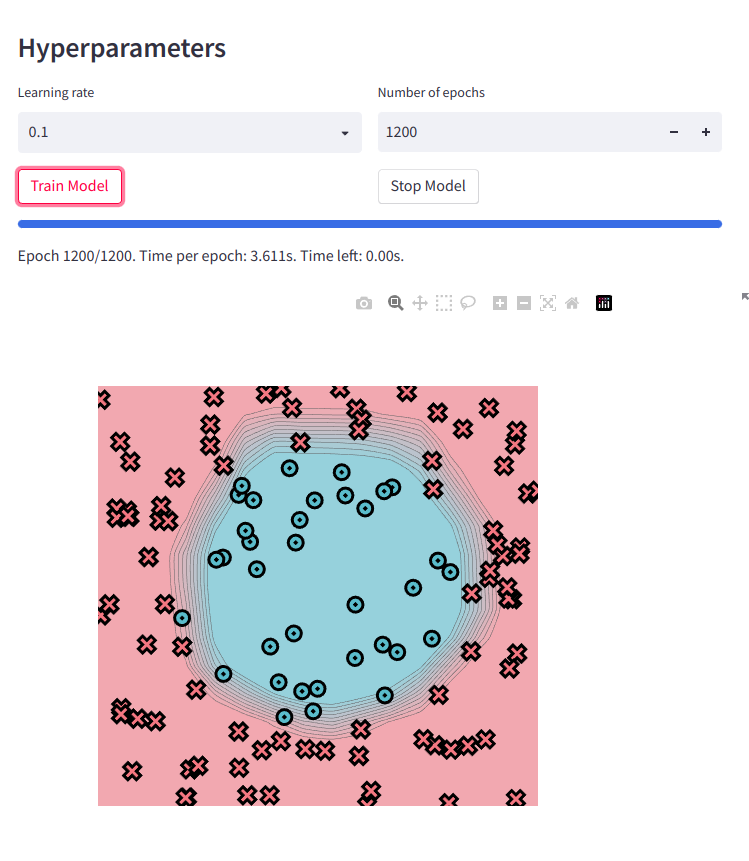 Hyperparameters
Learning rate
Number of epochs
0.1
1200
Train Model
Stop Model
Epoch 1200/1200. Time per epoch: 3.611s. Time left: 0.00s.